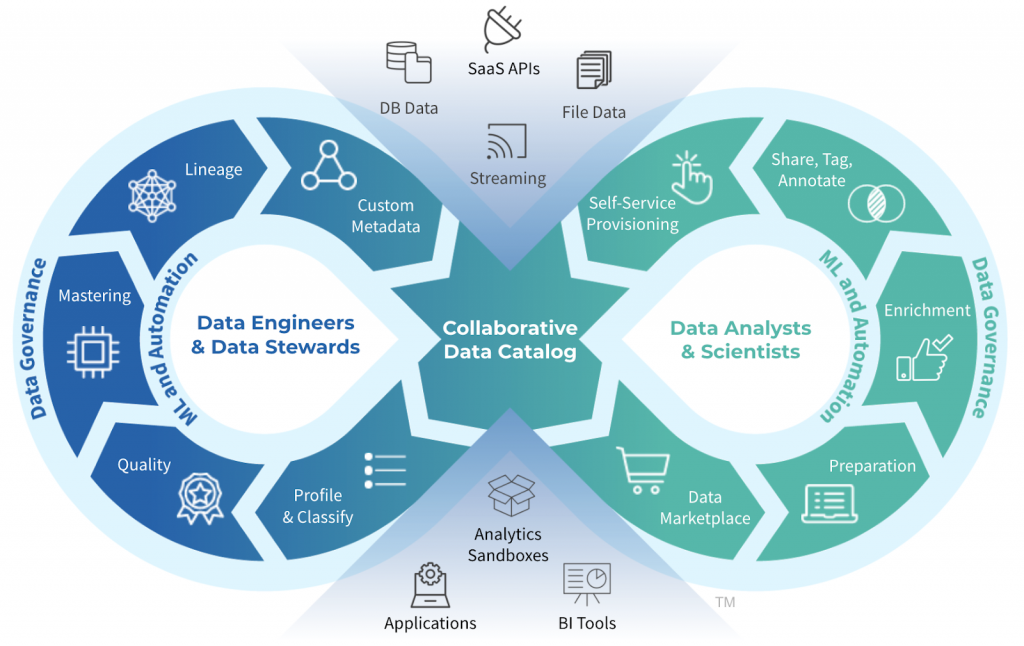 SaaS APIs
DB Data
File Data
Streaming
Lineage
Custom
Metadata
Mastering
Quality
Profile
& Classify
Data Governance
ML and Automation
Data Engineers
& Data Stewards
Collaborative
Data Catalog
Self-Service
Provisioning
Share, Tag,
Annotate
Enrichment
Preparation
Data
Marketplace
Data Analysts
& Scientists
ML and Automation
Data Governance
Analytics
Sandboxes
Applications
BI Tools
TM